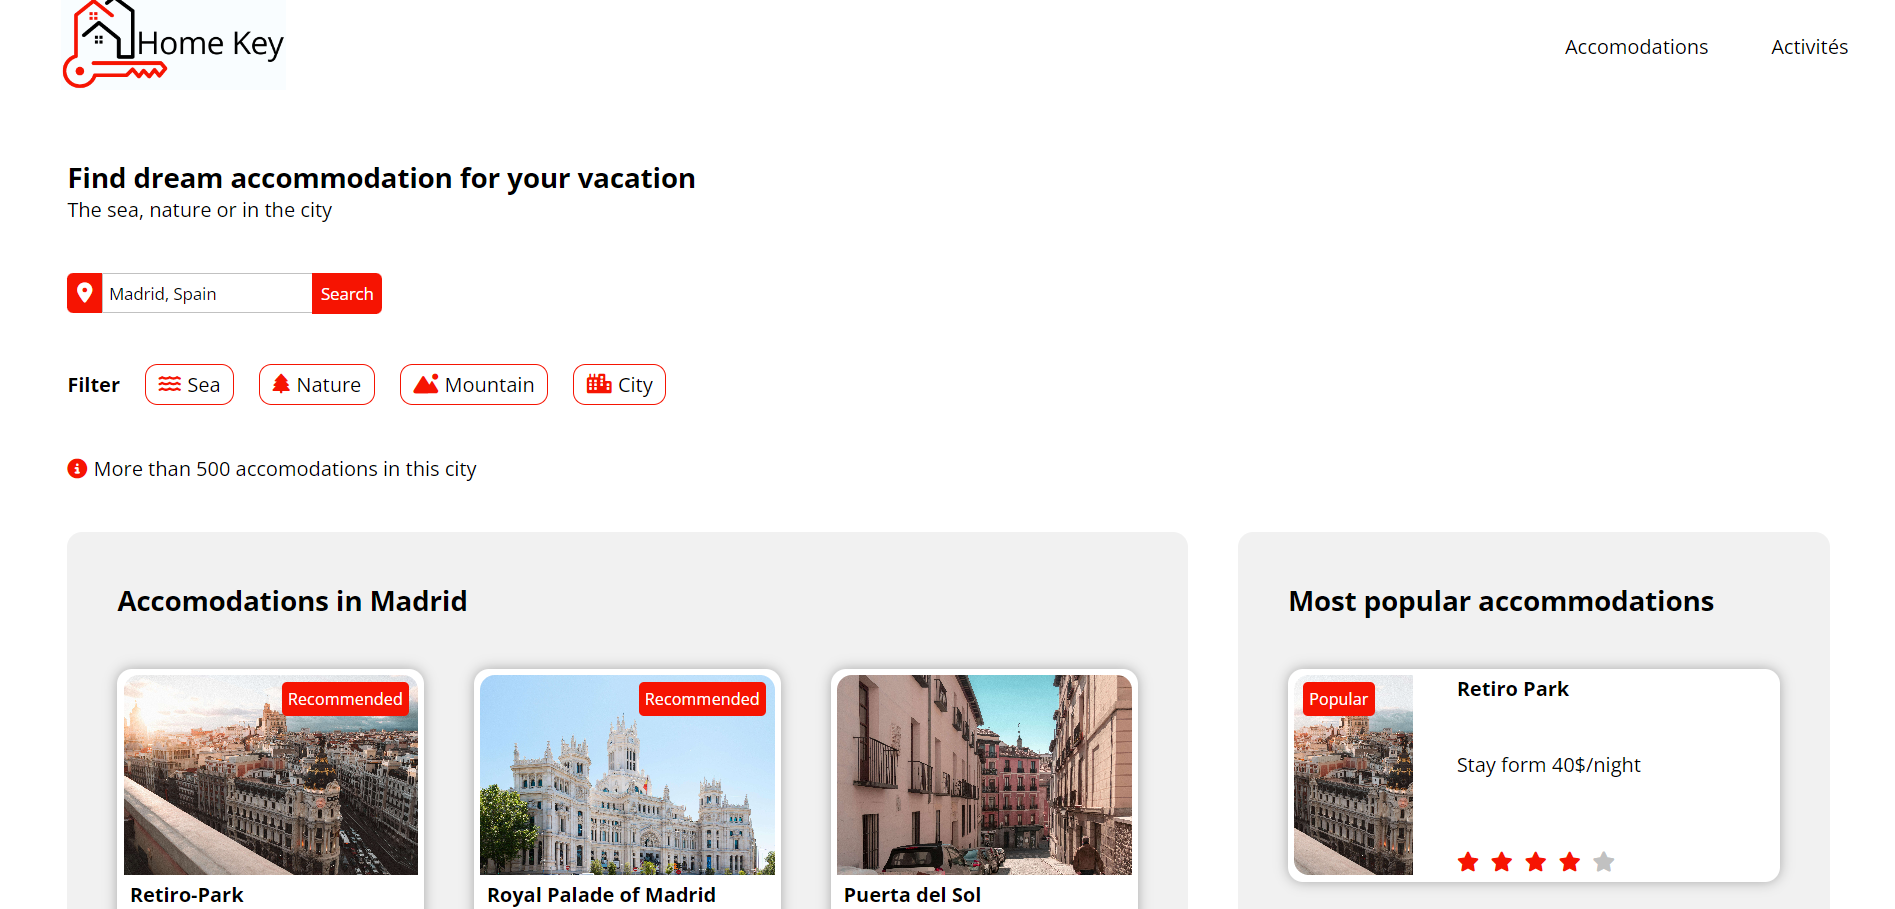 Home Key
Accomodations
Activités
Find dream accommodation for your vacation
The sea, nature or in the city
Madrid, Spain
Search
Filter
Sea
Nature
Mountain
City
More than 500 accomodations in this city
Accomodations in Madrid
Recommended
Retiro-Park
Recommended
Royal Palade of Madrid
Puerta del Sol
Most popular accommodations
Popular
Retiro Park
Stay form 40$/night